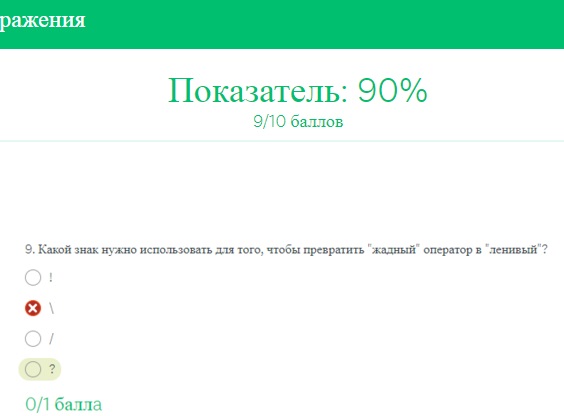 ражения
Показатель: 90%
9/10 баллов
9. Какой знак нужно использовать для того, чтобы превратить "жадный" оператор в "ленивый"?
!
\
/
?
0/1 балла